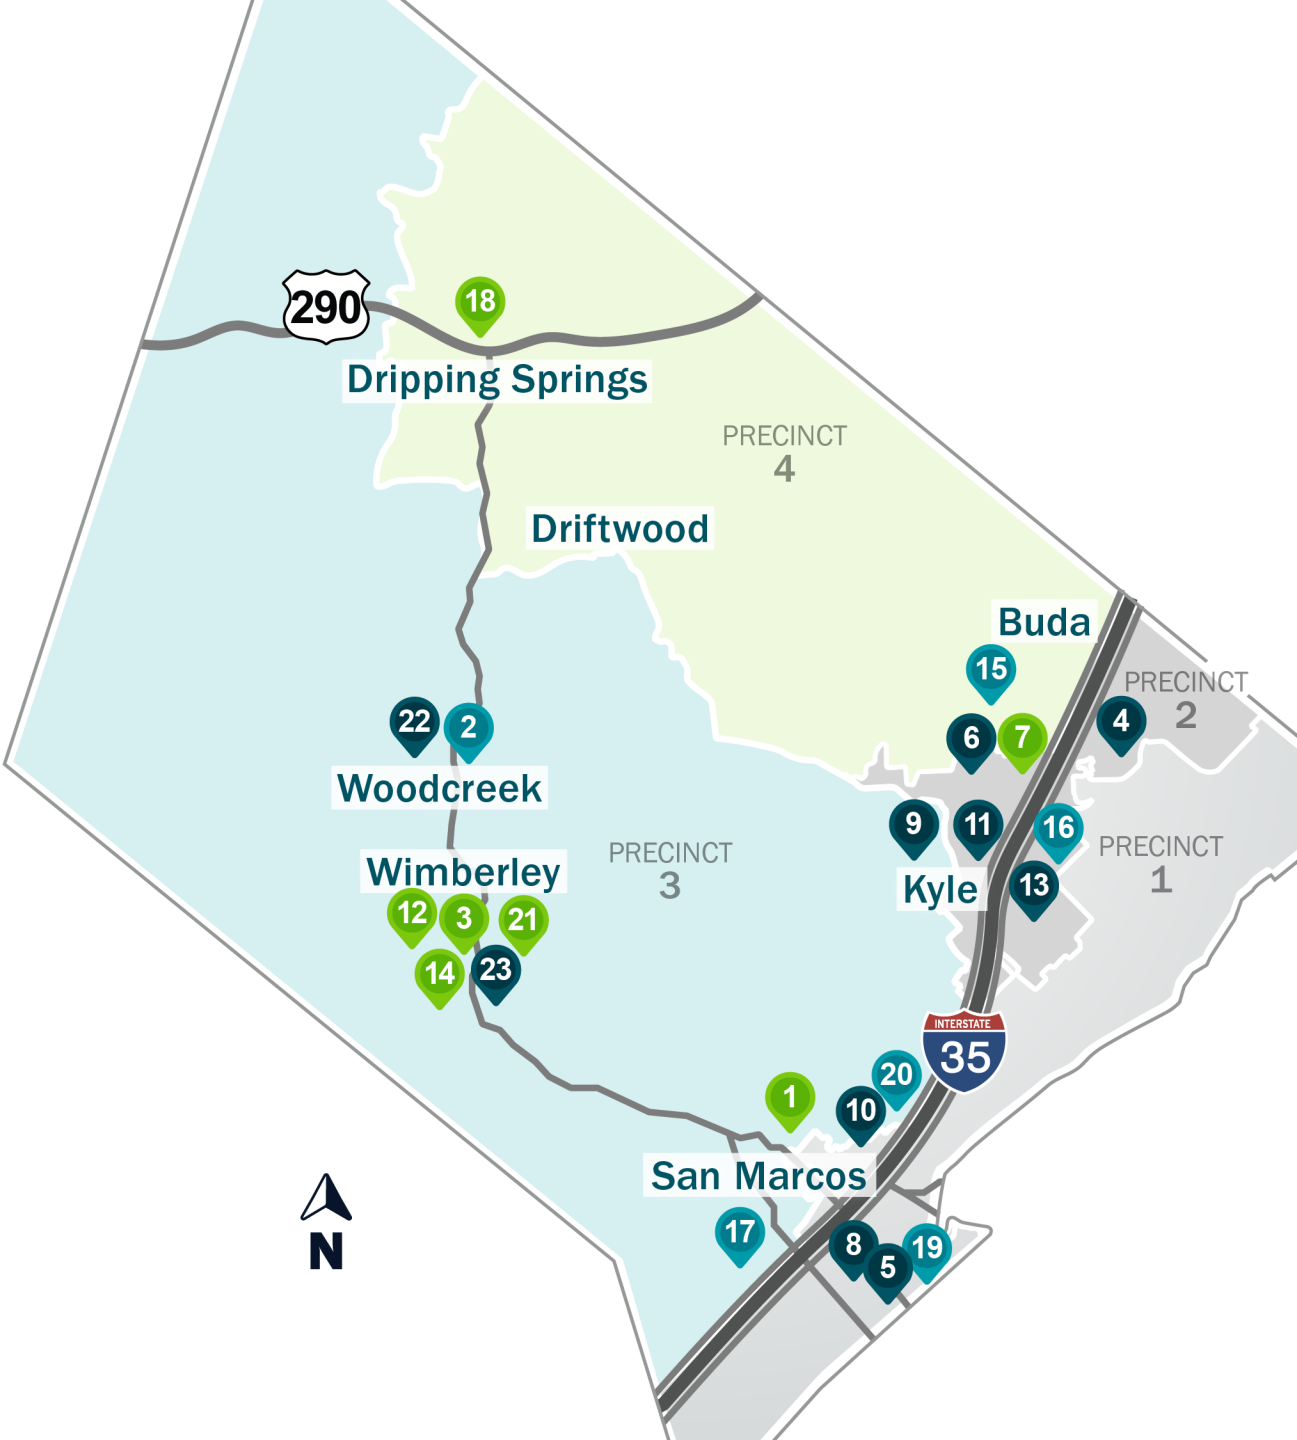 290
18
Dripping Springs
PRECINCT
4
Driftwood
Buda
15
PRECINCT
2
22
2
6
7
4
Woodcreek
9
11
16
PRECINCT
1
PRECINCT
3
Wimberley
Kyle
13
12
3
21
14
23
INTERSTATE
35
20
1
10
San Marcos
17
8
5
19
N